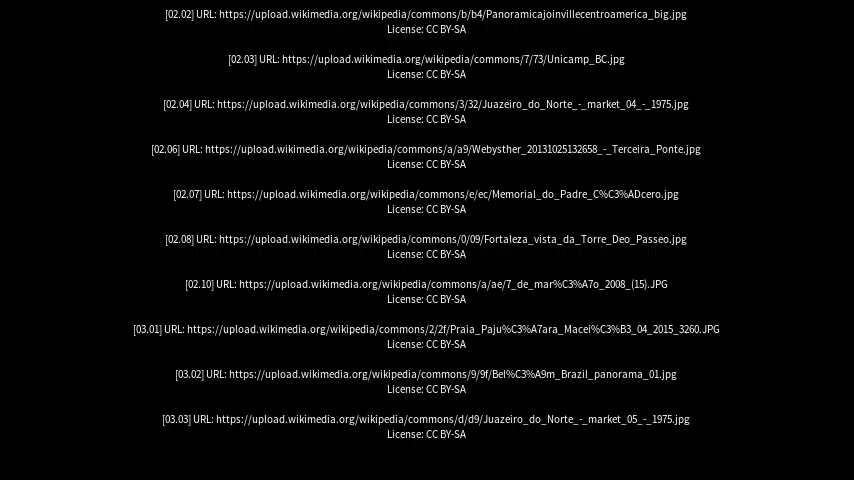 [02.02] URL: https://upload.wikimedia.org/wikipedia/commons/b/b4/Panoramicajoinvillecentroamerica_big.jpg
License: CC BY-SA
[02.03] URL: https://upload.wikimedia.org/wikipedia/commons/7/73/Unicamp_BC.jpg
License: CC BY-SA
[02.04] URL: https://upload.wikimedia.org/wikipedia/commons/3/32/Juazeiro_do_Norte_-_market_04_-_1975.jpg
License: CC BY-SA
[02.06] URL: https://upload.wikimedia.org/wikipedia/commons/a/a9/Webysther_20131025132658_-_Terceira_Ponte.jpg
License: CC BY-SA
[02.07] URL: https://upload.wikimedia.org/wikipedia/commons/e/ec/Memorial_do_Padre_C%C3%ADcero.jpg
License: CC BY-SA
[02.08] URL: https://upload.wikimedia.org/wikipedia/commons/0/09/Fortaleza_vista_da_Torre_Deo_Passeo.jpg
License: CC BY-SA
[02.10] URL: https://upload.wikimedia.org/wikipedia/commons/a/ae/7_de_mar%C3%A7o_2008_(15).JPG
License: CC BY-SA
[03.01] URL: https://upload.wikimedia.org/wikipedia/commons/2/2f/Praia_Paju%C3%A7ara_Macei%C3%B3_04_2015_3260.JPG
License: CC BY-SA
[03.02] URL: https://upload.wikimedia.org/wikipedia/commons/9/9f/Bel%C3%A9m_Brazil_panorama_01.jpg
License: CC BY-SA
[03.03] URL: https://upload.wikimedia.org/wikipedia/commons/d/d9/Juazeiro_do_Norte_-_market_05_-_1975.jpg
License: CC BY-SA